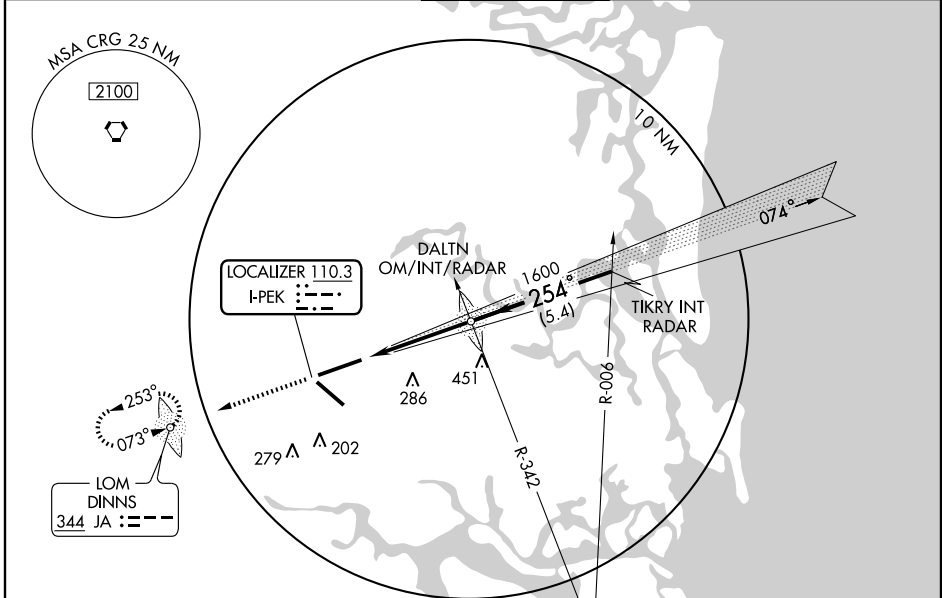 MSA CRG 25 NM
2100
10 NM
074°
DALTN
OM/INT/RADAR
1600
254°
(5.4)
TIKRY INT
RADAR
LOCALIZER 110.3
I-PEK
R-006
451
286
253°
073°
279
202
R-342
LOM
DINNS
344 JA